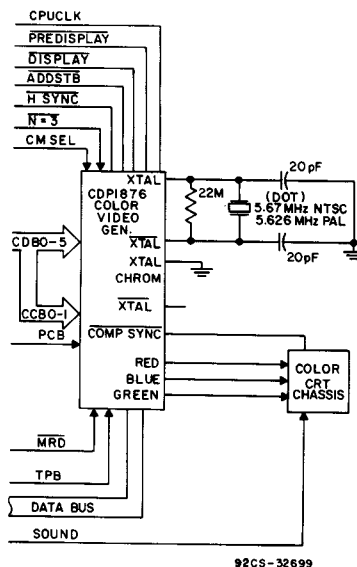 CPUCLK
PREDISPLAY
DISPLAY
ADDSTB
H SYNC
N=3
CM SEL
XTAL
CDP1876
COLOR
VIDEO
GEN.
22M
20pF
(DOT)
5.67 MHz NTSC
5.626 MHz PAL
20pF
XTAL
XTAL
CHROM
XTAL
CDB0-5
CCB0-1
PCB
COMP SYNC
RED
BLUE
GREEN
COLOR
CRT
CHASSIS
MRD
TPB
DATA BUS
SOUND
92CS-32699